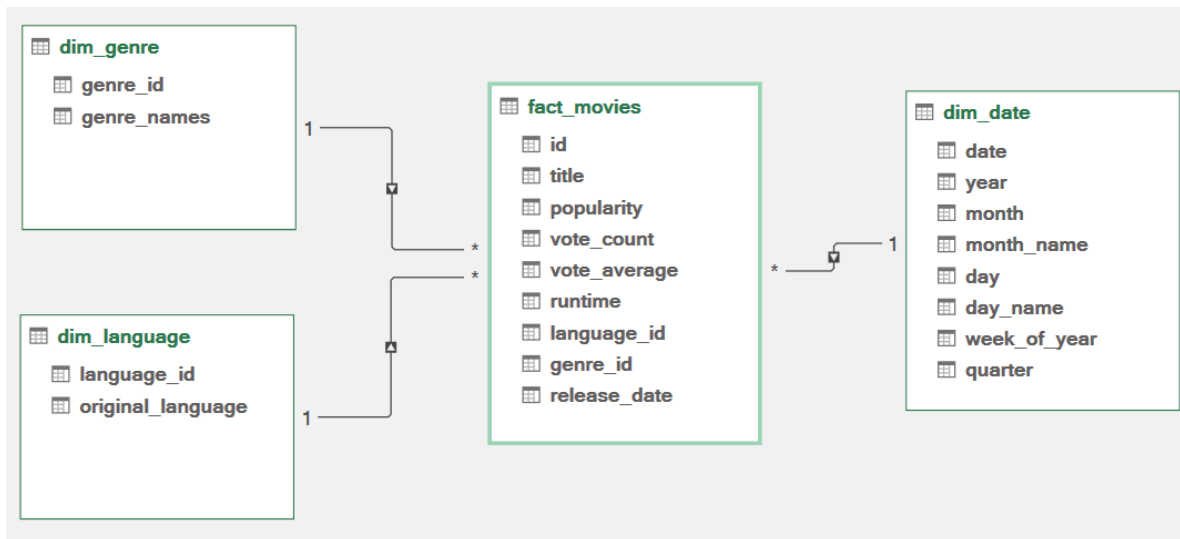 dim_genre
genre_id
genre_names
1
*
dim_language
language_id
original_language
1
*
fact_movies
id
title
popularity
vote_count
vote_average
runtime
language_id
genre_id
release_date
*
1
dim_date
date
year
month
month_name
day
day_name
week_of_year
quarter